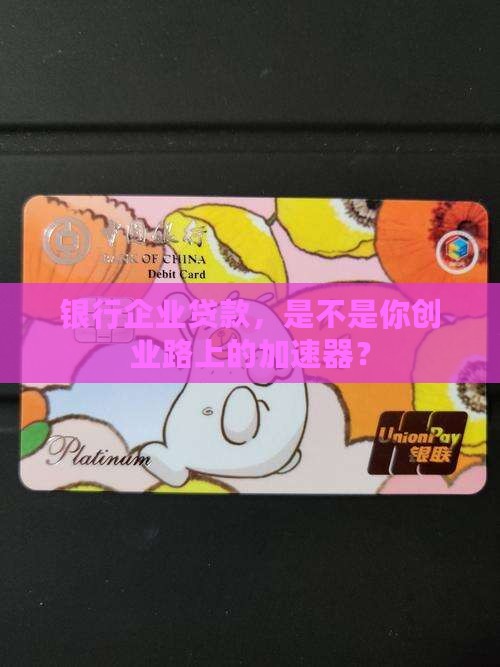 中国银行
BANK OF CHINA
Debit Card
银行企业贷款，是不是你创
业路上的加速器？
Platinum
UnionPay
银联